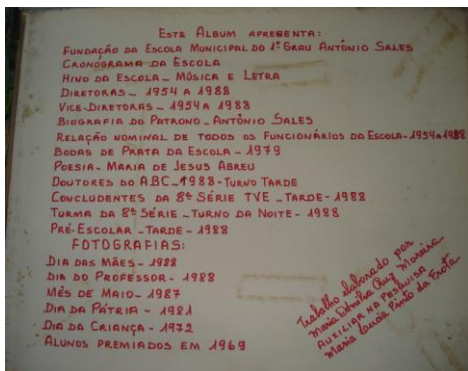 ESTE ÁLBUM APRESENTA:
FUNDAÇÃO DA ESCOLA MUNICIPAL DO 1º GRAU ANTÔNIO SALES
CRONOGRAMA DA ESCOLA
HINO DA ESCOLA - MÚSICA E LETRA
DIRETORAS - 1954 A 1988
VICE-DIRETORAS - 1954 A 1988
BIOGRAFIA DO PATRONO - ANTÔNIO SALES
RELAÇÃO NOMINAL DE TODOS OS FUNCIONÁRIOS DA ESCOLA - 1954 A 1988
BODAS DE PRATA DA ESCOLA - 1979
POESIA - MARIA DE JESUS ABREU
DOUTORES DO ABC - 1988 - TURNO TARDE
CONCLUDENTES DA 8ª SÉRIE TVE - TARDE - 1988
TURMA DA 8ª SÉRIE - TURNO DA NOITE - 1988
PRÉ-ESCOLAR - TARDE - 1988
FOTOGRAFIAS:
DIA DAS MÃES - 1988
DIA DO PROFESSOR - 1988
MÊS DE MAIO - 1987
DIA DA PÁTRIA - 1981
DIA DA CRIANÇA - 1972
ALUNOS PREMIADOS EM 1969
Trabalho elaborado por
Maria Cruz Moreira
AUXILIAR NA PESQUISA
Maria Laucia Pinto da Frota